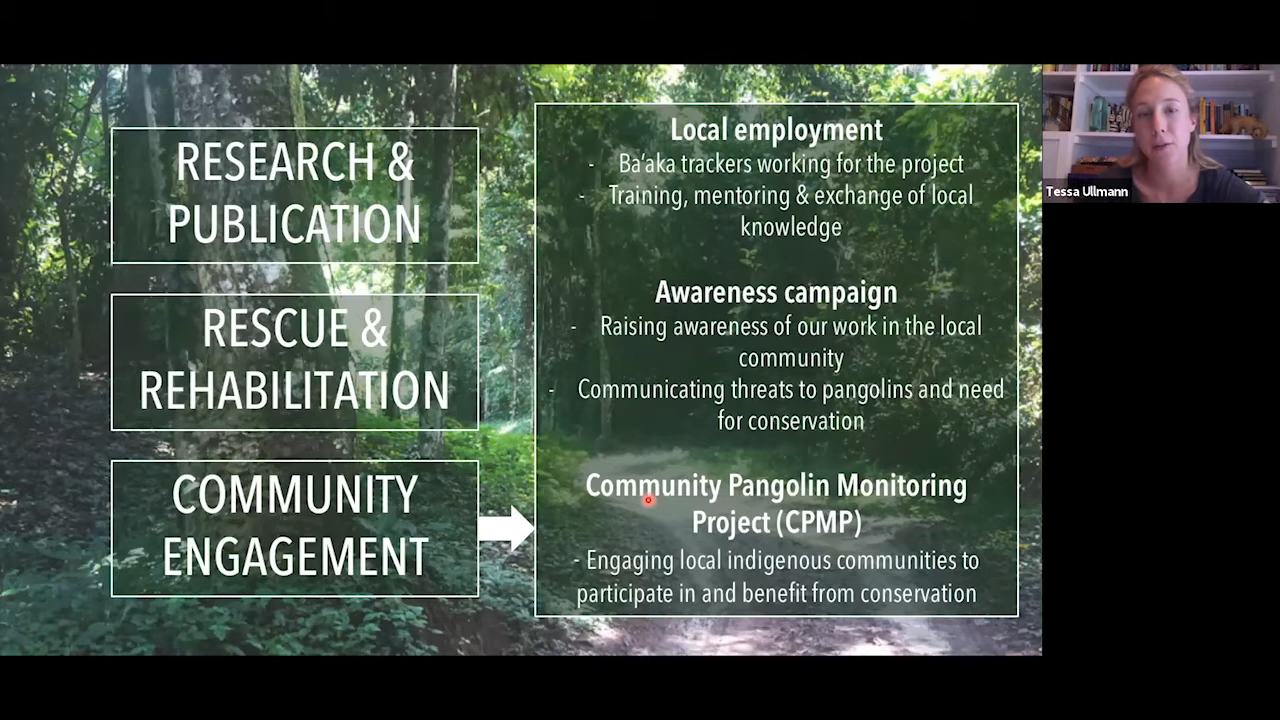 RESEARCH &
PUBLICATION
RESCUE &
REHABILITATION
COMMUNITY
ENGAGEMENT
Local employment
- Ba'aka trackers working for the project
- Training, mentoring & exchange of local
knowledge
Awareness campaign
- Raising awareness of our work in the local
community
- Communicating threats to pangolins and need
for conservation
Community Pangolin Monitoring
Project (CPMP)
- Engaging local indigenous communities to
participate in and benefit from conservation
Tessa Ullmann